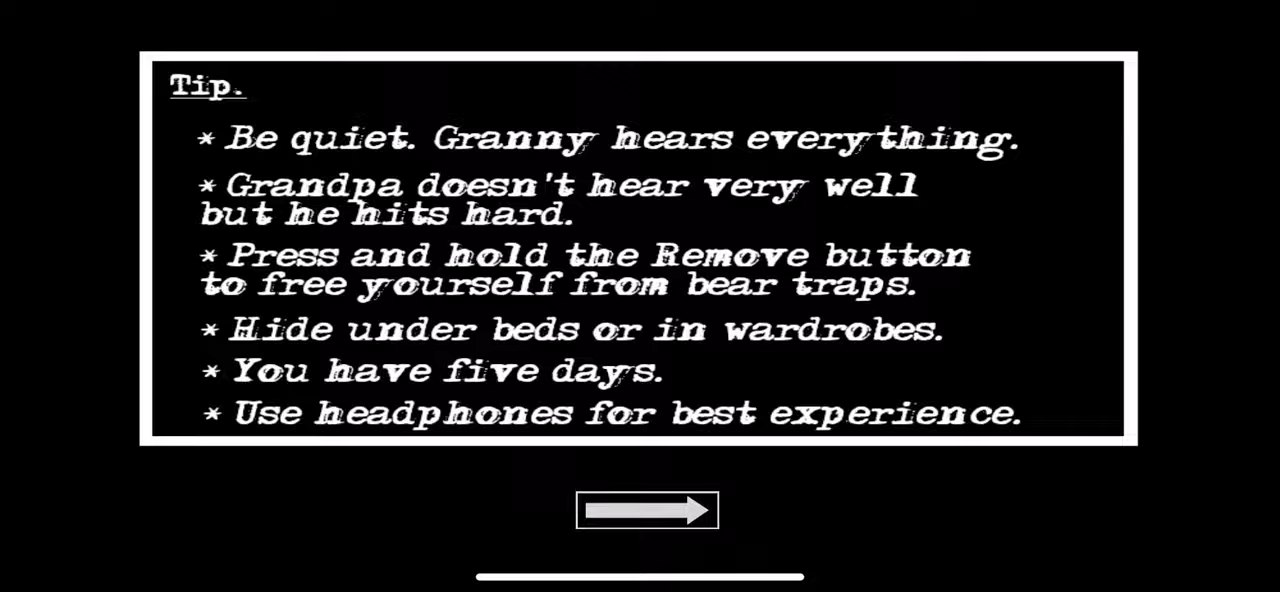 Tip.
* Be quiet. Granny hears everything.
* Grandpa doesn't hear very well
but he hits hard.
* Press and hold the Remove button
to free yourself from bear traps.
* Hide under beds or in wardrobes.
* You have five days.
* Use headphones for best experience.